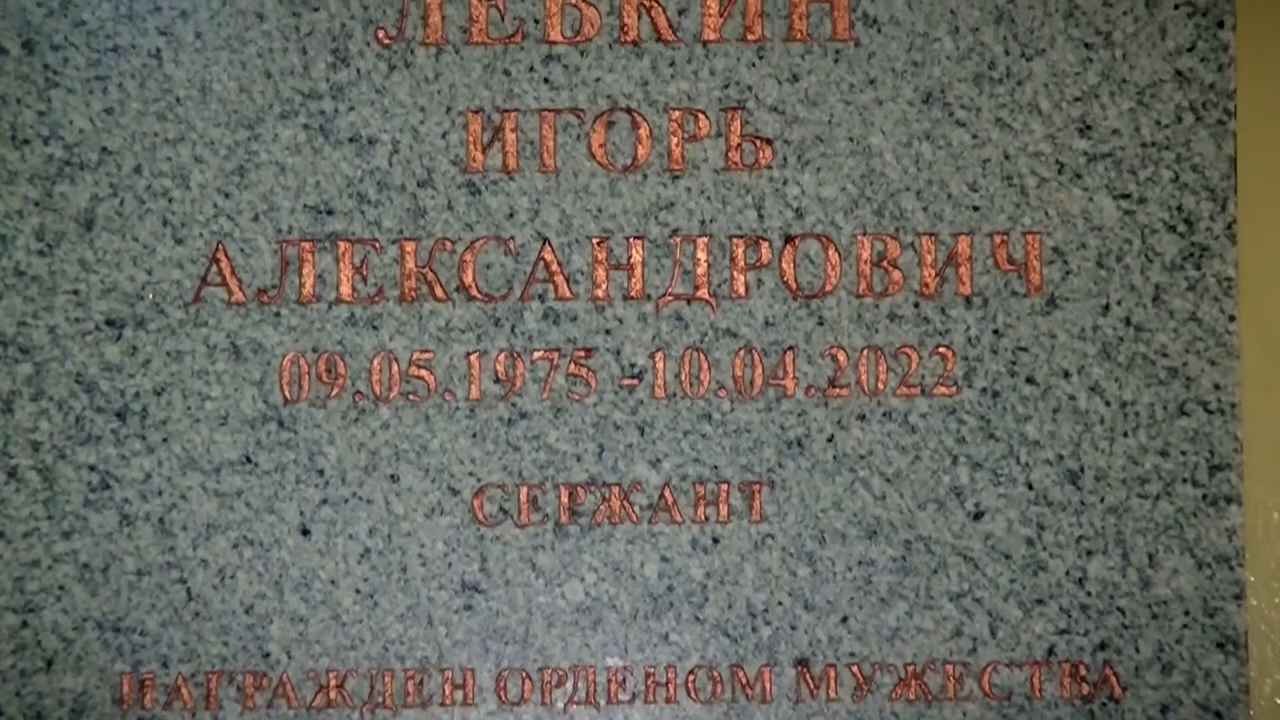 ЛЕВКИН
ИГОРЬ
АЛЕКСАНДРОВИЧ
09.05.1975 -10.04.2022
СЕРЖАНТ
НАГРАЖДЕН ОРДЕНОМ МУЖЕСТВА